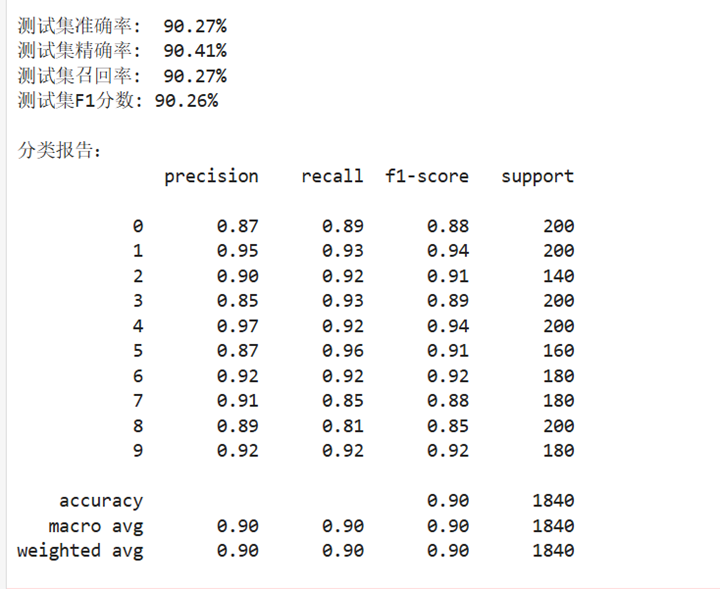 测试集准确率:  90.27%
测试集精确率:  90.41%
测试集召回率:  90.27%
测试集F1分数: 90.26%
分类报告:
precision    recall  f1-score   support
0       0.87      0.89      0.88       200
1       0.95      0.93      0.94       200
2       0.90      0.92      0.91       140
3       0.85      0.93      0.89       200
4       0.97      0.92      0.94       200
5       0.87      0.96      0.91       160
6       0.92      0.92      0.92       180
7       0.91      0.85      0.88       180
8       0.89      0.81      0.85       200
9       0.92      0.92      0.92       180
accuracy                           0.90      1840
macro avg       0.90      0.90      0.90      1840
weighted avg       0.90      0.90      0.90      1840